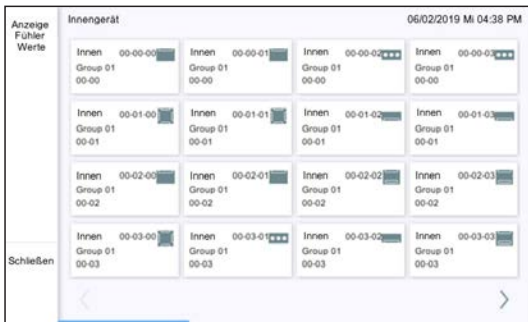 Anzeige
Fühler
Werte
Schließen
Innengerät 06/02/2019 Mi 04:38 PM
Innen 00-00-00 Innen 00-00-01 Innen 00-00-02 Innen 00-00-03
Group 01 Group 01 Group 01 Group 01
00-00 00-00 00-00 00-00
Innen 00-01-00 Innen 00-01-01 Innen 00-01-02 Innen 00-01-03
Group 01 Group 01 Group 01 Group 01
00-01 00-01 00-01 00-01
Innen 00-02-00 Innen 00-02-01 Innen 00-02-02 Innen 00-02-03
Group 01 Group 01 Group 01 Group 01
00-02 00-02 00-02 00-02
Innen 00-03-00 Innen 00-03-01 Innen 00-03-02 Innen 00-03-03
Group 01 Group 01 Group 01 Group 01
00-03 00-03 00-03 00-03